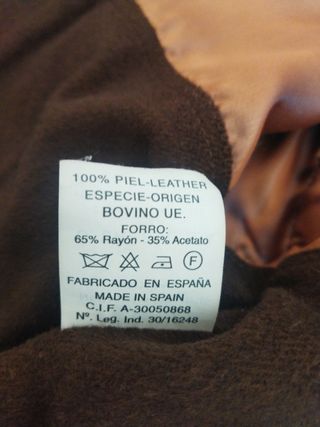 100% PIEL-LEATHER
ESPECIE-ORIGEN
BOVINO UE.
FORRO:
65% Rayón - 35% Acetato
F
FABRICADO EN ESPAÑA
MADE IN SPAIN
C.I.F. A-30050868
Nº. Leg. Ind. 30/16248